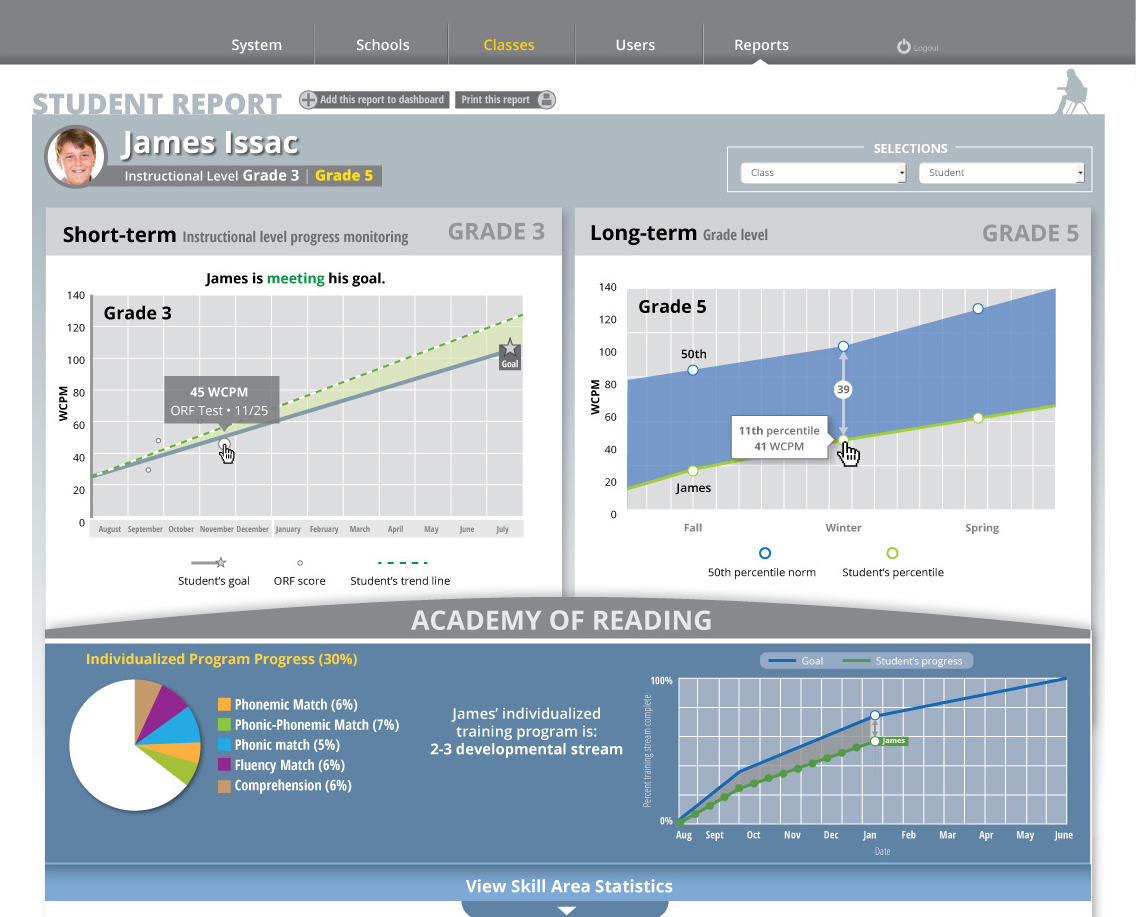 System Schools Classes Users Reports Logout
STUDENT REPORT
Add this report to dashboard
Print this report
James Issac
Instructional Level Grade 3 | Grade 5
SELECTIONS
Class
Student
Short-term Instructional level progress monitoring GRADE 3
James is meeting his goal.
Grade 3
WCPM
140
120
100
80
60
40
20
0
45 WCPM
ORF Test • 11/25
Goal
August September October November December January February March April May June July
Student's goal
ORF score
Student's trend line
Long-term Grade level GRADE 5
Grade 5
WCPM
140
120
100
80
60
40
20
0
50th
39
11th percentile
41 WCPM
James
Fall Winter Spring
50th percentile norm
Student's percentile
ACADEMY OF READING
Individualized Program Progress (30%)
Phonemic Match (6%)
Phonic-Phonemic Match (7%)
Phonic match (5%)
Fluency Match (6%)
Comprehension (6%)
James' individualized
training program is:
2-3 developmental stream
Goal
Student's progress
Percent training stream complete
100%
0%
James
Aug Sept Oct Nov Dec Jan Feb Mar Apr May June
Date
View Skill Area Statistics